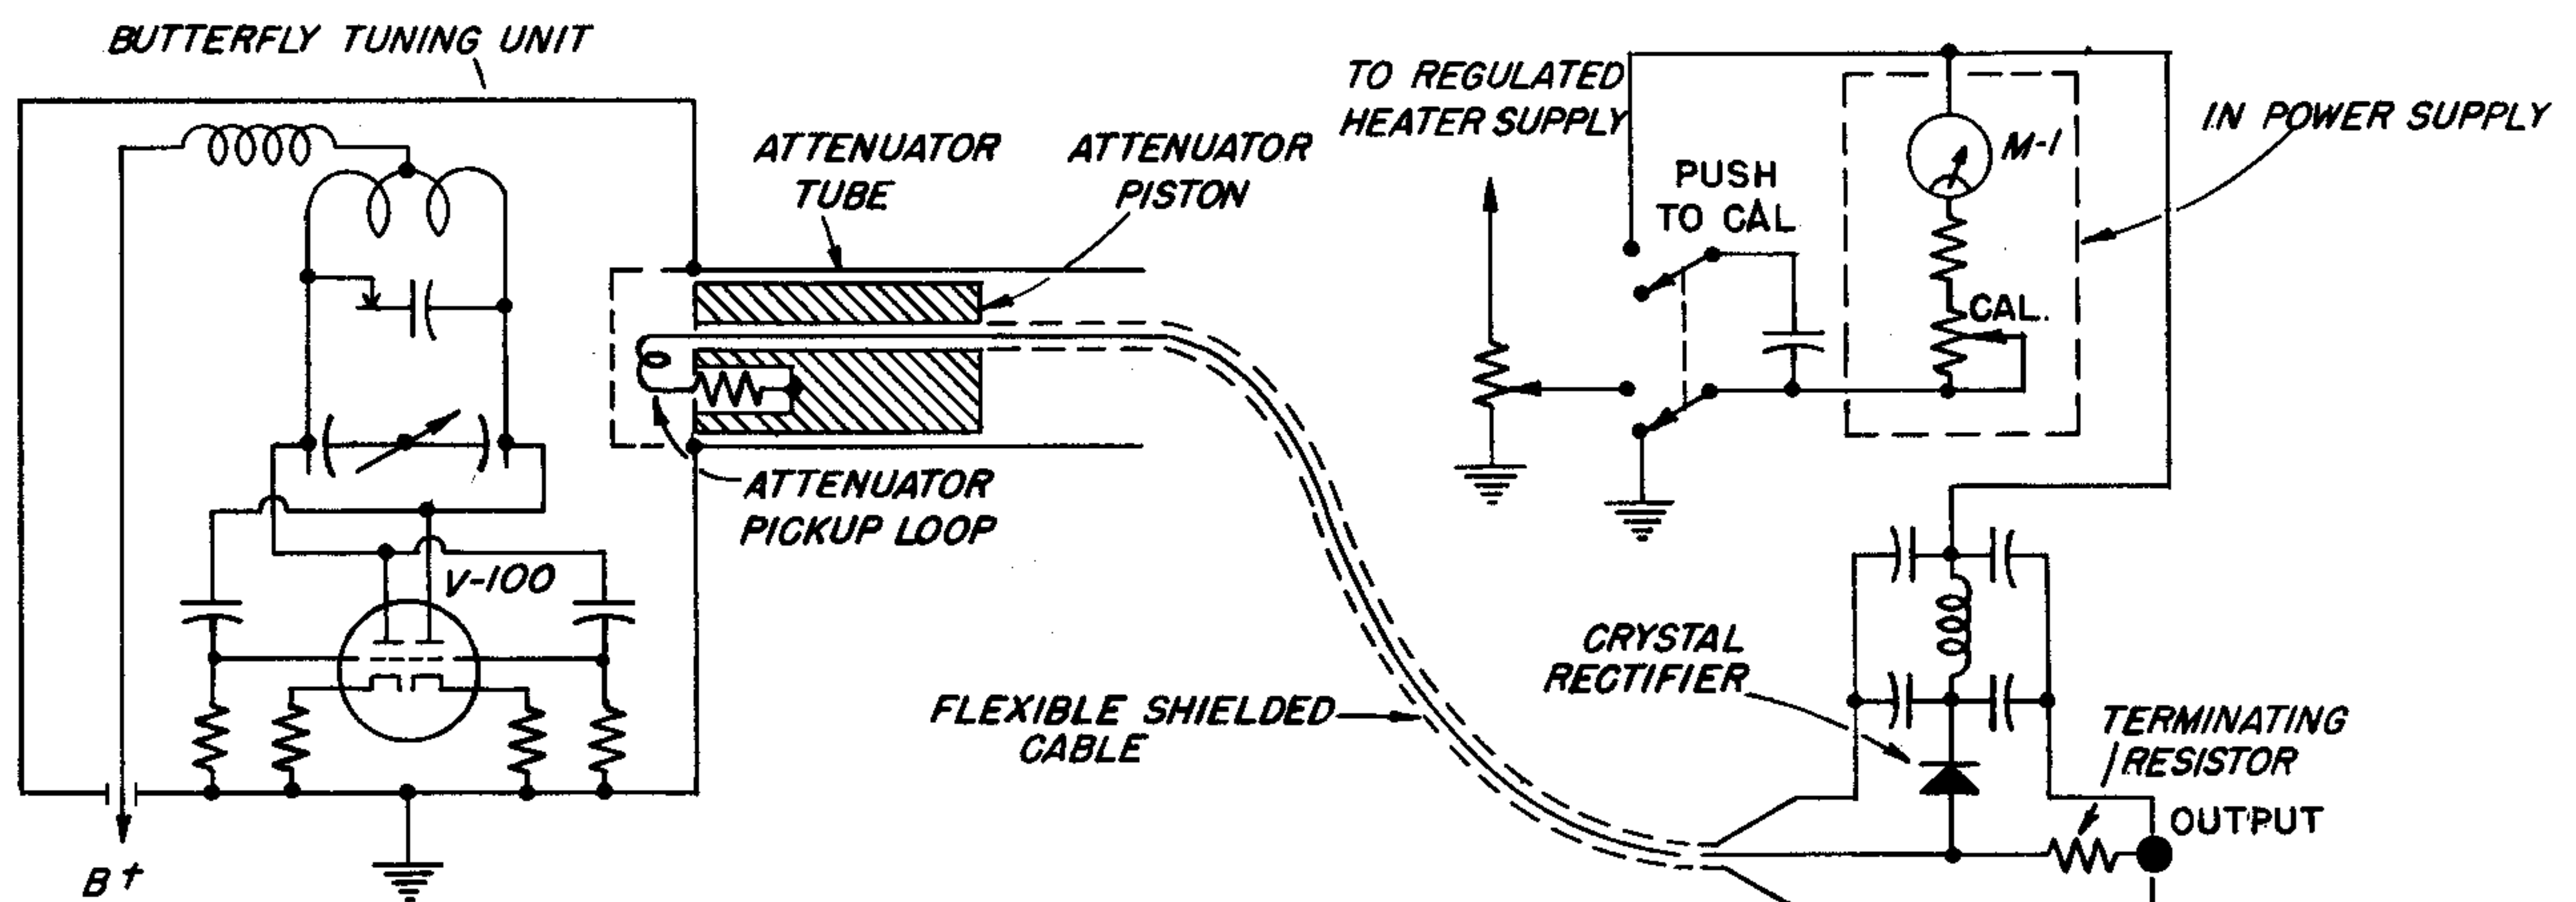 BUTTERFLY TUNING UNIT
ATTENUATOR
TUBE
ATTENUATOR
PISTON
ATTENUATOR
PICKUP LOOP
V-100
B+
FLEXIBLE SHIELDED
CABLE
TO REGULATED
HEATER SUPPLY
PUSH
TO CAL
M-1
CAL.
IN POWER SUPPLY
CRYSTAL
RECTIFIER
TERMINATING
RESISTOR
OUTPUT